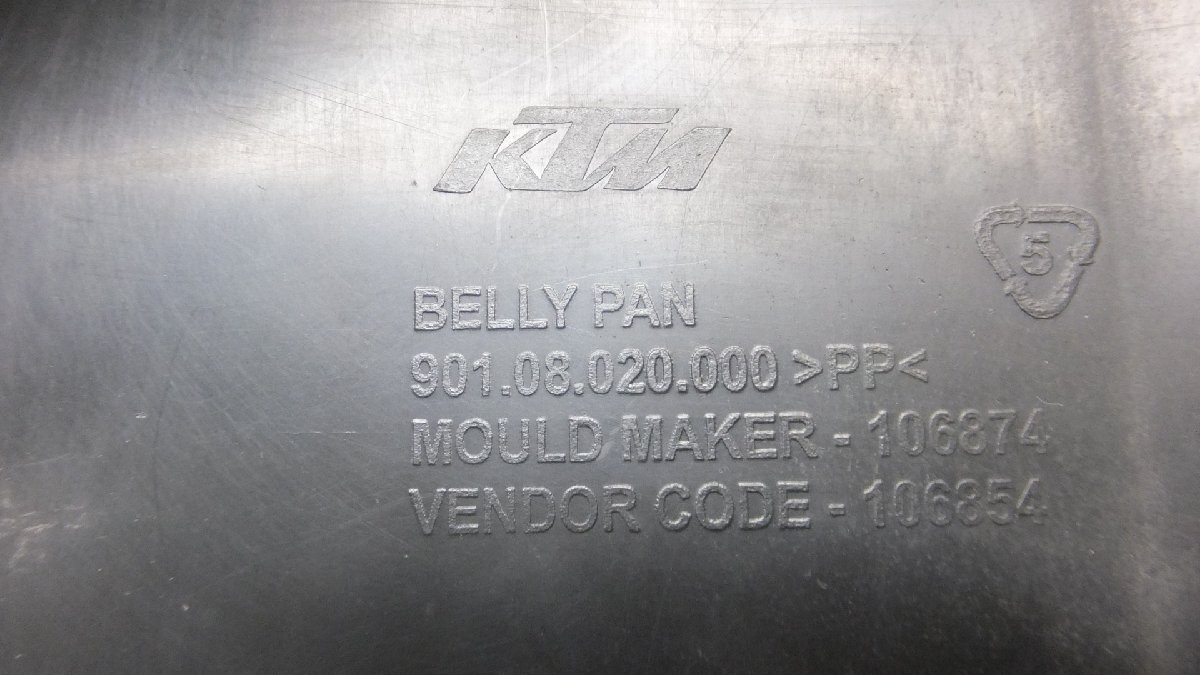 KTM
5
BELLY PAN
901.08.020.000 >PP<
MOULD MAKER - 106874
VENDOR CODE - 106854